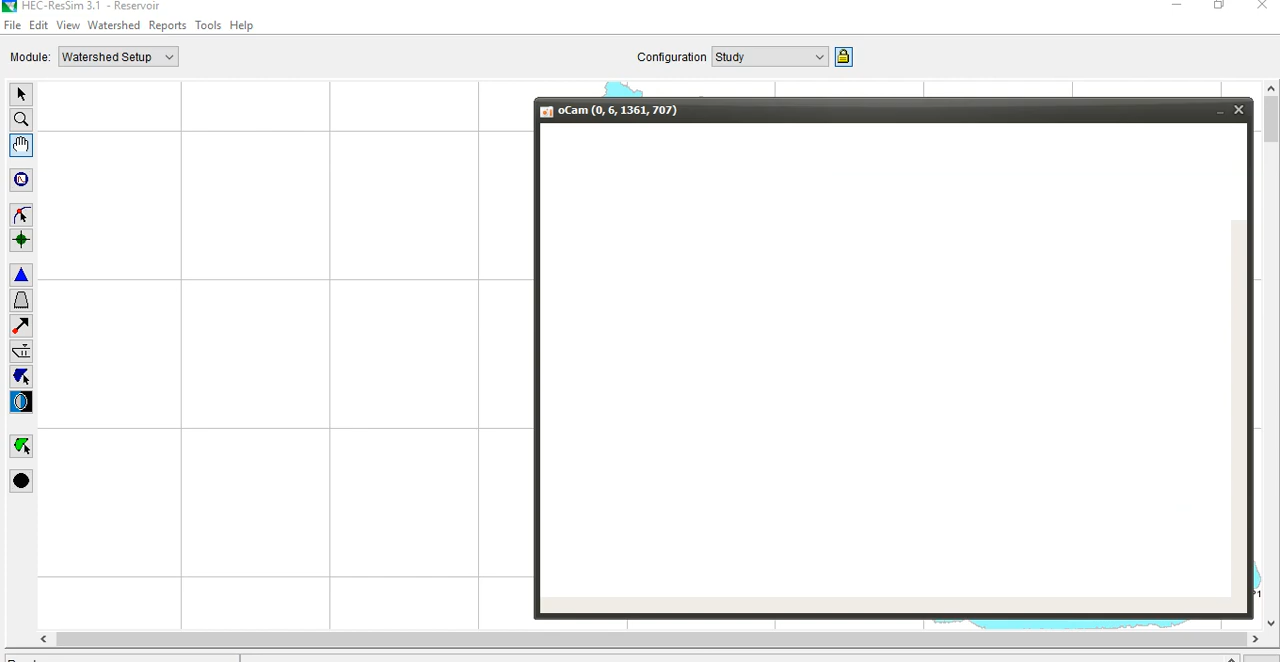 HEC-ResSim 3.1 - Reservoir
File Edit View Watershed Reports Tools Help
Module: Watershed Setup Configuration Study
oCam (0, 6, 1361, 707)